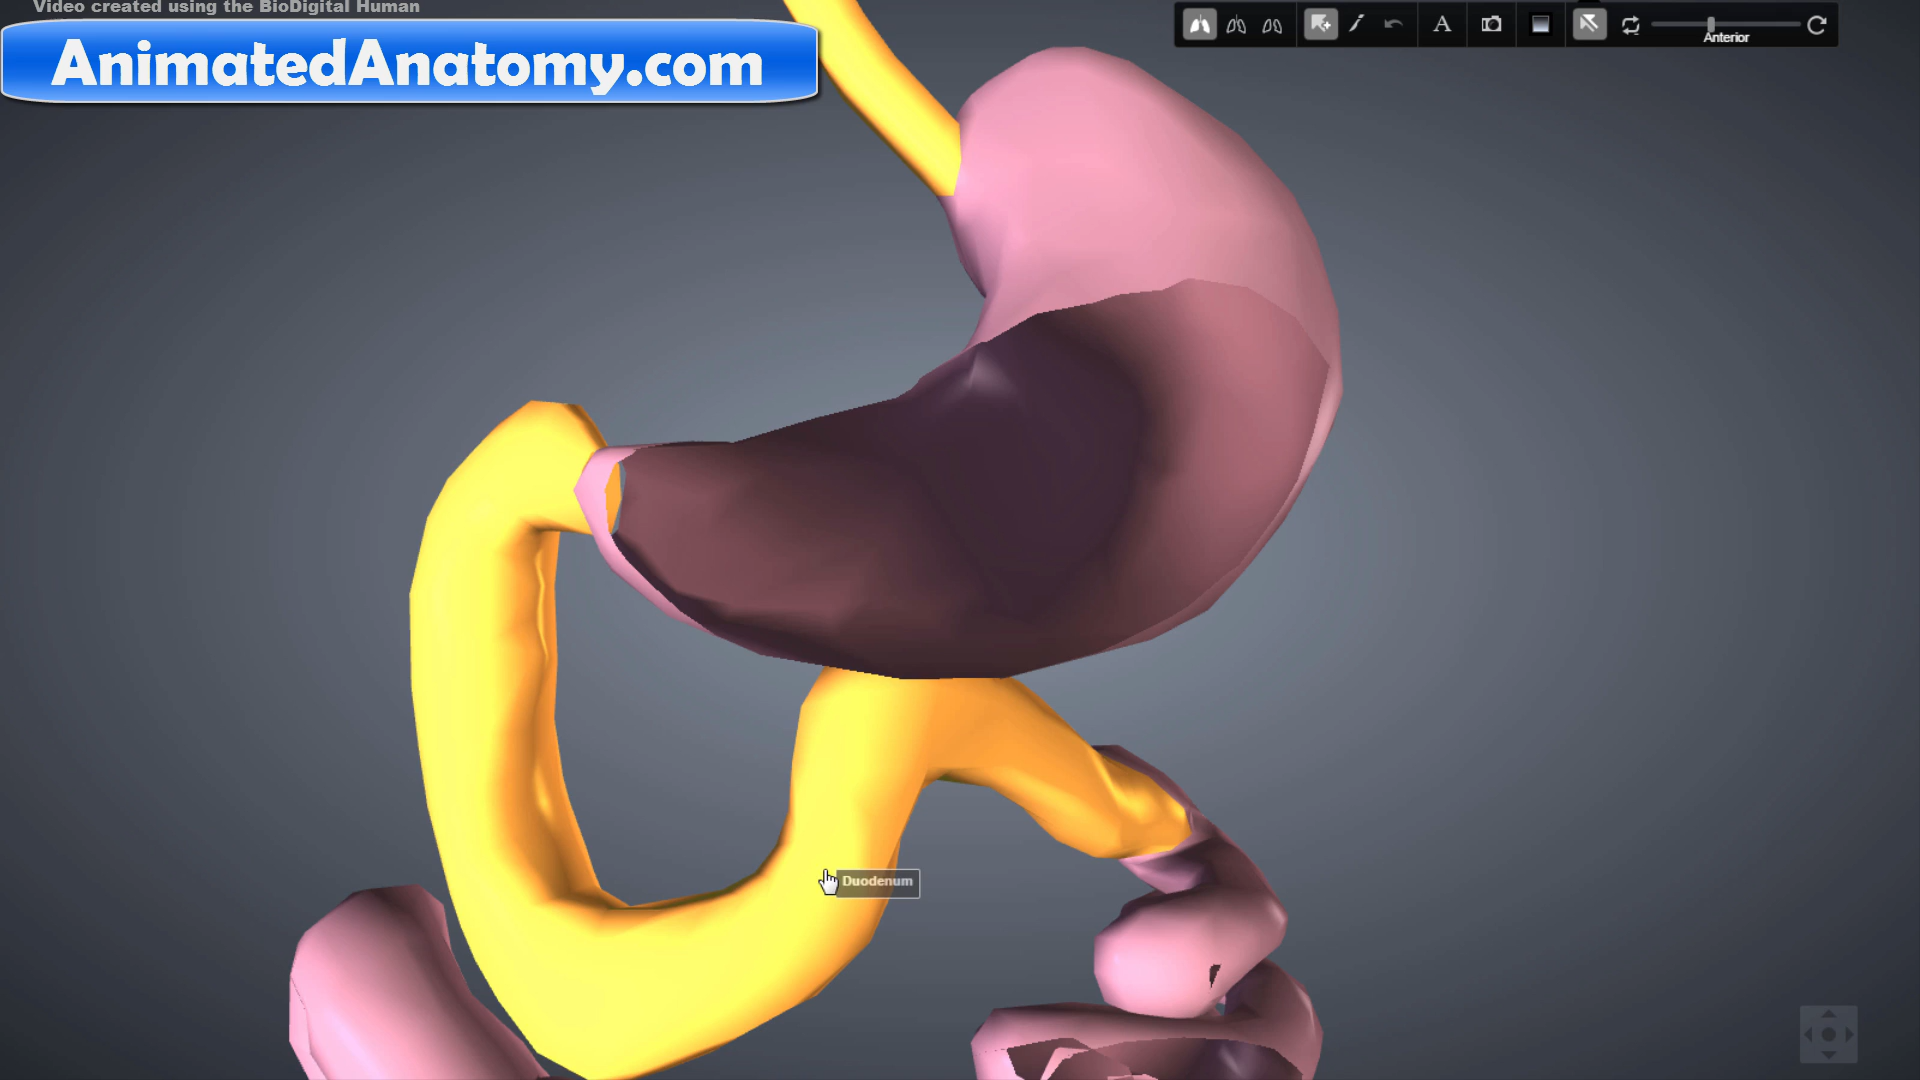 Video created using the BioDigital Human
AnimatedAnatomy.com
A
Anterior
Duodenum